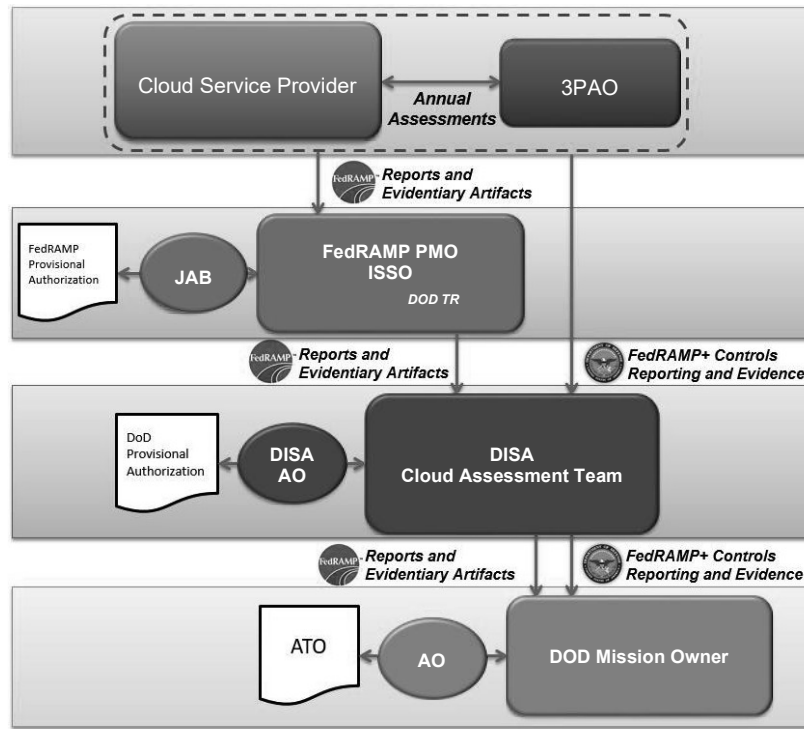 Cloud Service Provider
3PAO
Annual
Assessments
FedRAMP
Reports and
Evidentiary Artifacts
FedRAMP
Provisional
Authorization
JAB
FedRAMP PMO
ISSO
DOD TR
FedRAMP
Reports and
Evidentiary Artifacts
FedRAMP+ Controls
Reporting and Evidence
DoD
Provisional
Authorization
DISA
AO
DISA
Cloud Assessment Team
FedRAMP
Reports and
Evidentiary Artifacts
FedRAMP+ Controls
Reporting and Evidence
ATO
AO
DOD Mission Owner